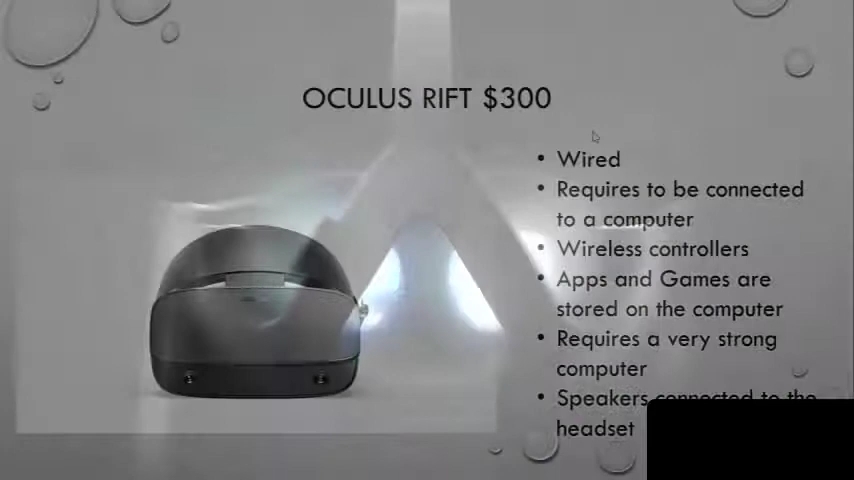 OCULUS RIFT $300
• Wired
• Requires to be connected
to a computer
• Wireless controllers
• Apps and Games are
stored on the computer
• Requires a very strong
computer
• Speakers connected to the
headset